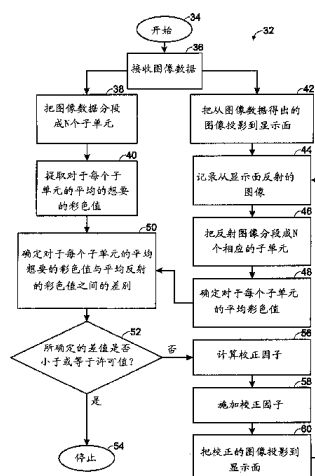 34
开始
32
36
接收图像数据
38
把图像数据分段
成N个子单元
40
提取对于每个子
单元的平均的想要
的彩色值
50
确定对于每个子单元的平均
想要的彩色值与平均反射
的彩色值之间的差别
52
所确定的差值是否
小于或等于许可值?
否
是
54
停止
42
把从图像数据得出的
图像投影到显示面
44
记录从显示面反射的
图像
46
把反射图像分段成N
个相应的子单元
48
确定对于每个子单元
的平均彩色值
56
计算校正因子
58
施加校正因子
60
把校正的图像投影到
显示面